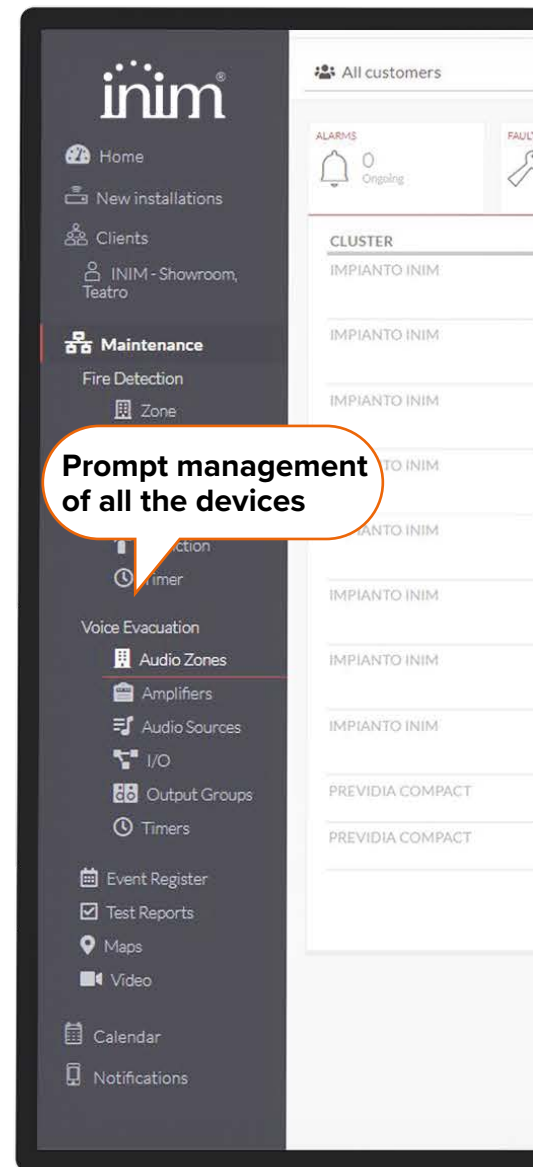 inim®
All customers
Home
ALARMS
0
Ongoing
New installations
Clients
INIM - Showroom,
Teatro
CLUSTER
IMPIANTO INIM
Maintenance
IMPIANTO INIM
Fire Detection
Zone
IMPIANTO INIM
Prompt management
of all the devices
IMPIANTO INIM
Timer
IMPIANTO INIM
Voice Evacuation
Audio Zones
IMPIANTO INIM
Amplifiers
Audio Sources
IMPIANTO INIM
I/O
Output Groups
PREVIDIA COMPACT
Timers
PREVIDIA COMPACT
Event Register
Test Reports
Maps
Video
Calendar
Notifications